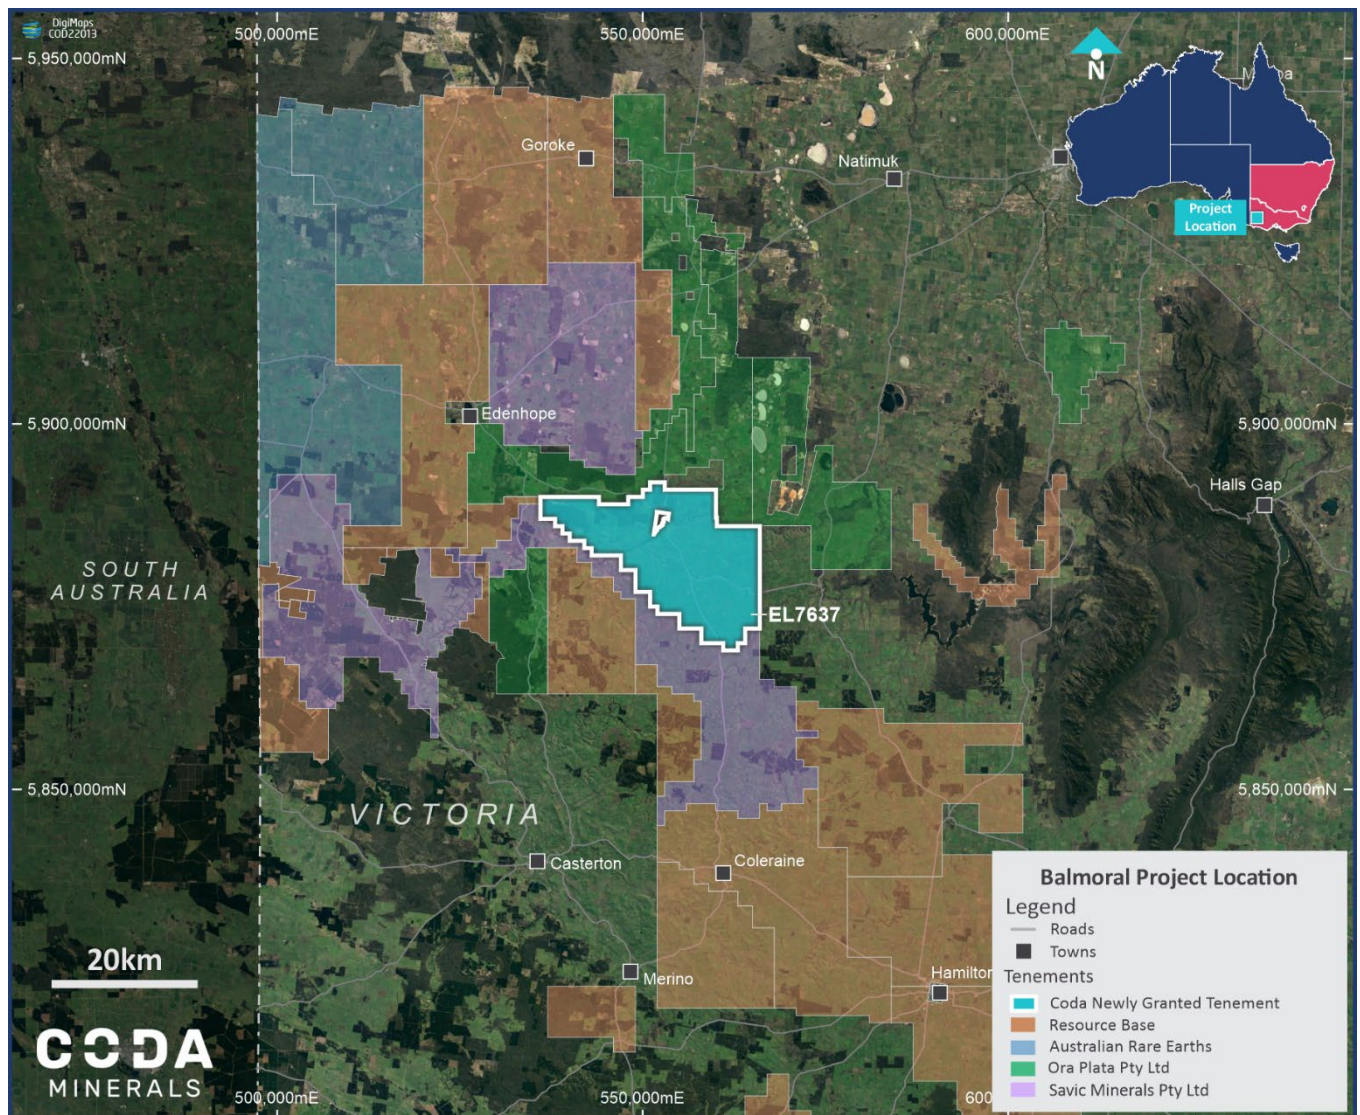 DigiMaps
COD22013
500,000mE
550,000mE
600,000mE
5,950,000mN
N
Goroke
Natimuk
Project
Location
Edenhope
5,900,000mN
5,900,000mN
Halls Gap
SOUTH
AUSTRALIA
EL7637
5,850,000mN
5,850,000mN
VICTORIA
Casterton
Coleraine
Merino
Hamilton
20km
CODA
MINERALS
500,000mE
550,000mE
Balmoral Project Location
Legend
Roads
Towns
Tenements
Coda Newly Granted Tenement
Resource Base
Australian Rare Earths
Ora Plata Pty Ltd
Savic Minerals Pty Ltd